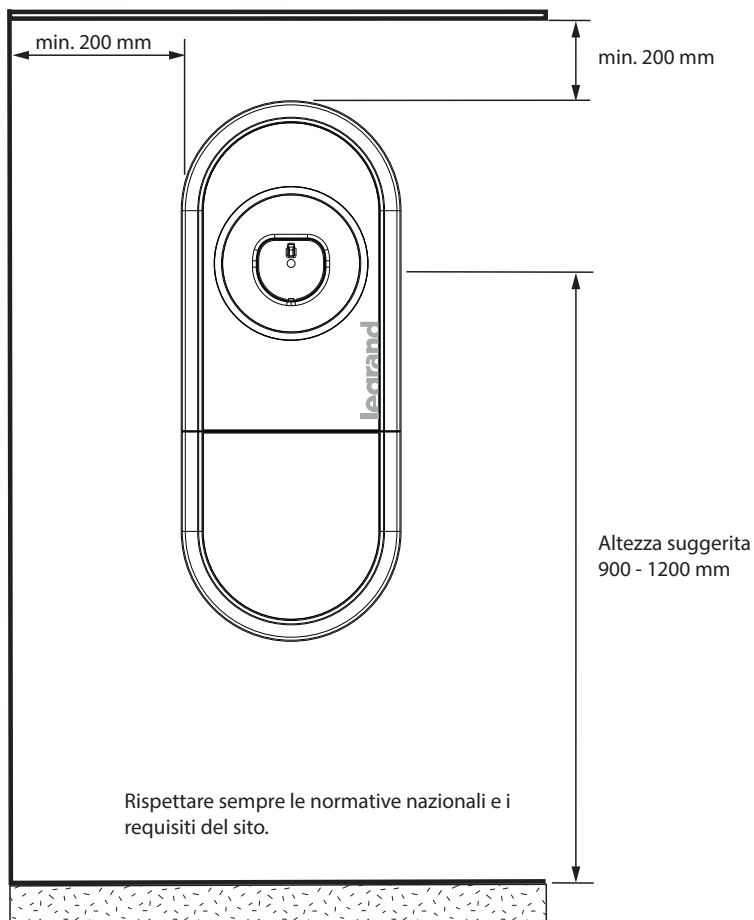 min. 200 mm
min. 200 mm
legrand
Altezza suggerita
900 - 1200 mm
Rispettare sempre le normative nazionali e i
requisiti del sito.